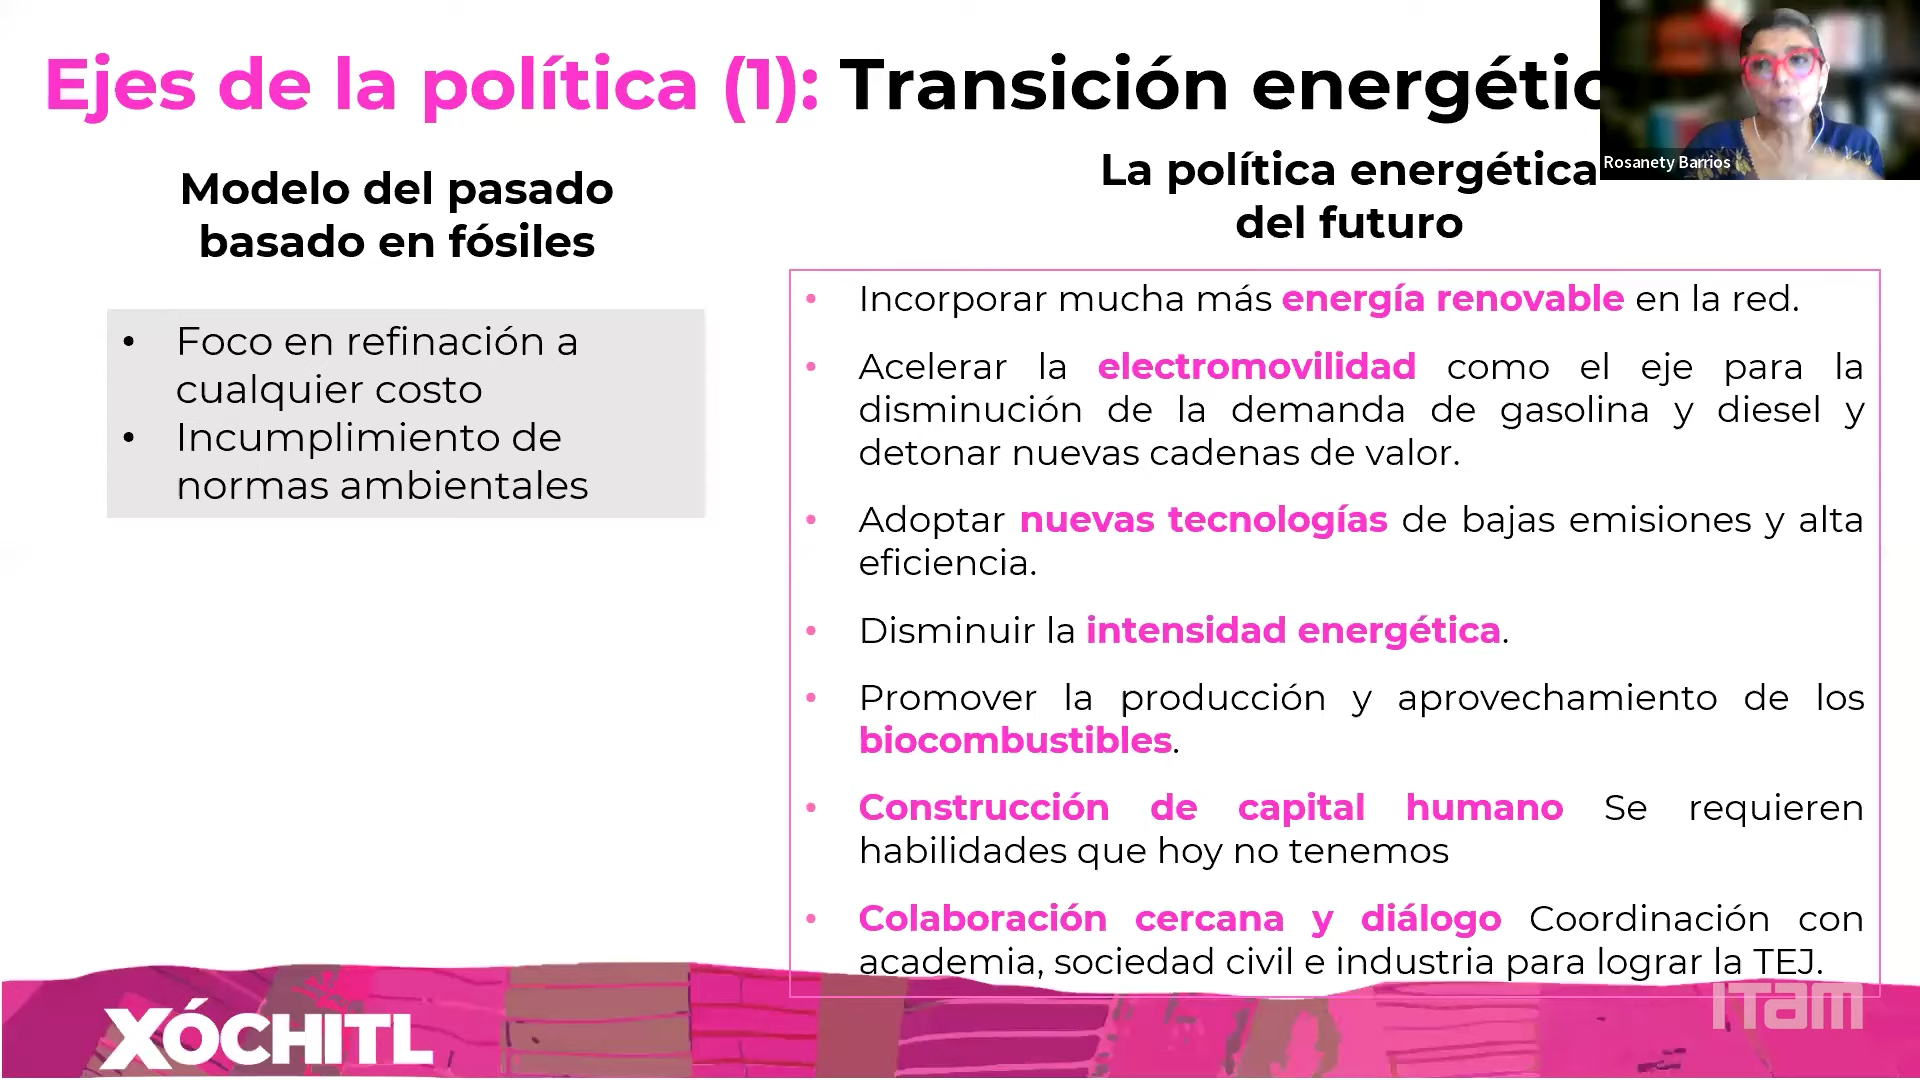 Ejes de la política (1): Transición energétic
Rosanety Barrios
Modelo del pasado
basado en fósiles
• Foco en refinación a
cualquier costo
• Incumplimiento de
normas ambientales
La política energética
del futuro
• Incorporar mucha más energía renovable en la red.
• Acelerar la electromovilidad como el eje para la
disminución de la demanda de gasolina y diesel y
detonar nuevas cadenas de valor.
• Adoptar nuevas tecnologías de bajas emisiones y alta
eficiencia.
• Disminuir la intensidad energética.
• Promover la producción y aprovechamiento de los
biocombustibles.
• Construcción de capital humano Se requieren
habilidades que hoy no tenemos
• Colaboración cercana y diálogo Coordinación con
academia, sociedad civil e industria para lograr la TEJ.
XÓCHITL
ITAM